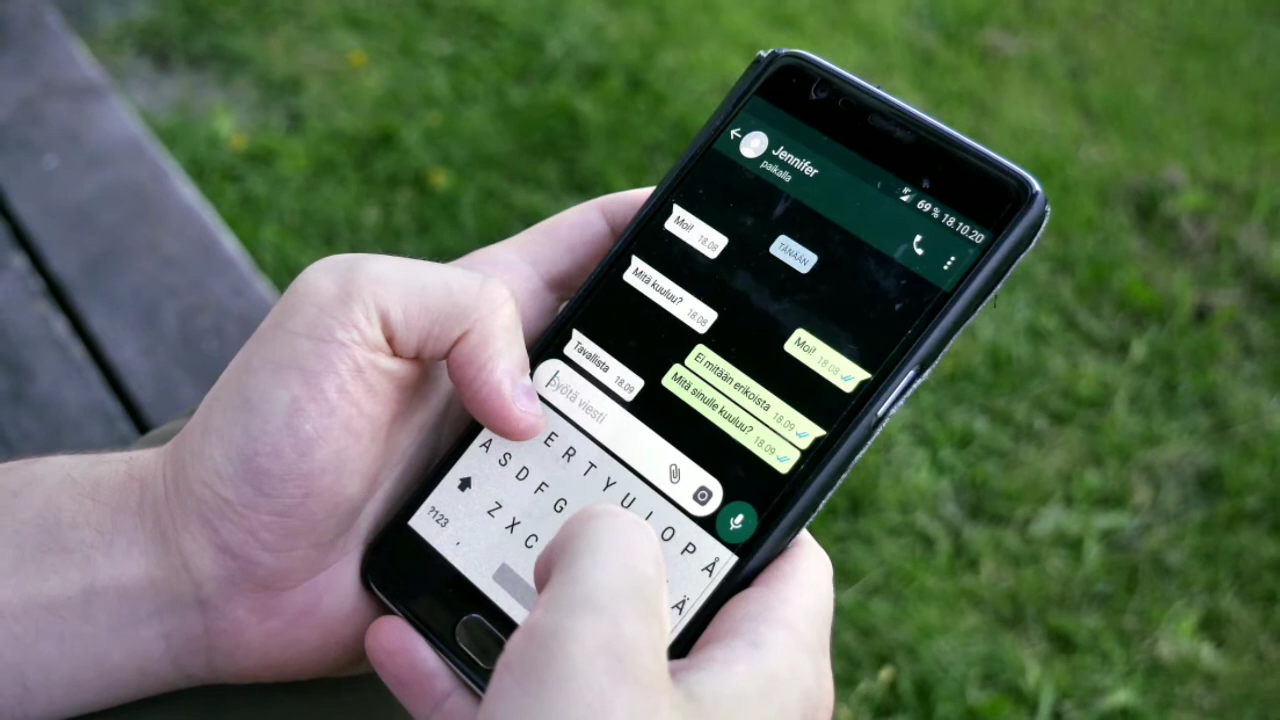 69 % 18.10.20
Jennifer
paikalla
TÄNÄÄN
Moi! 18.08
Mitä kuuluu? 18.08
Moi! 18.08
Ei mitään erikoista 18.09
Mitä sinulle kuuluu? 18.09
Tavallista 18.09
Syötä viesti
E R T Y U I O P Å
A S D F G Ä
Z X C
?123 ,